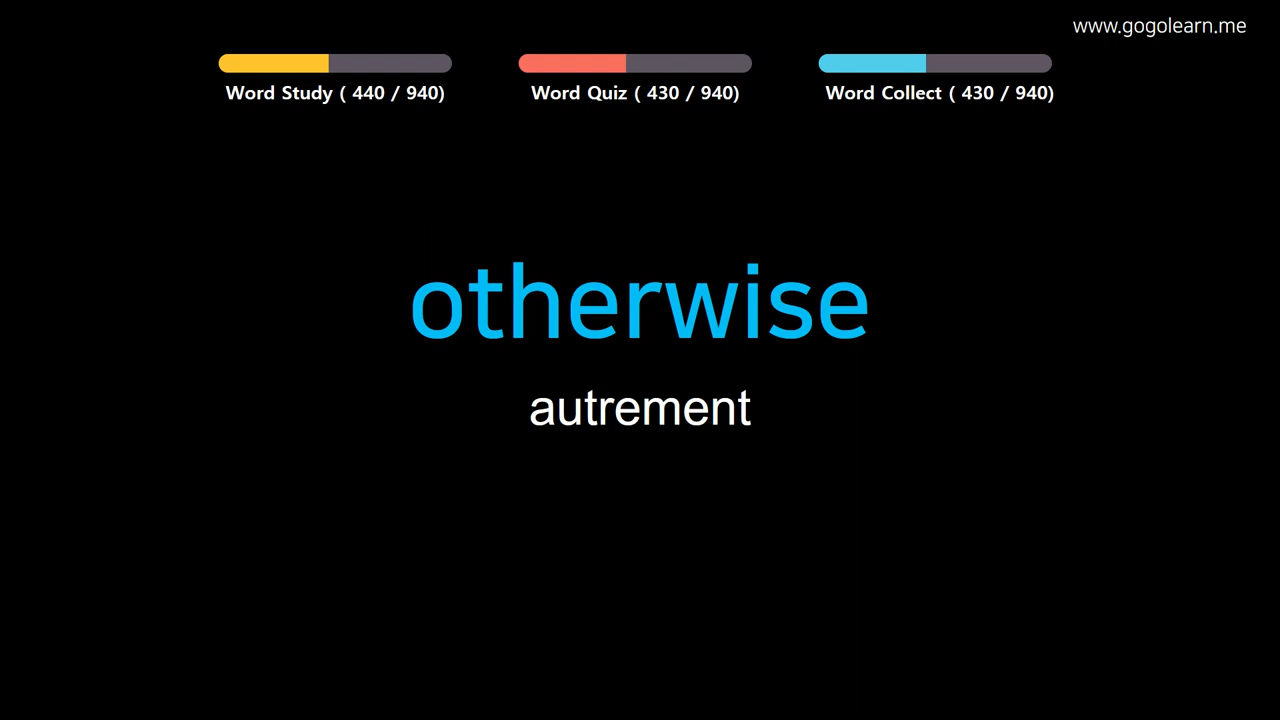 www.gogolearn.me
Word Study ( 440 / 940)
Word Quiz ( 430 / 940)
Word Collect ( 430 / 940)
otherwise
autrement